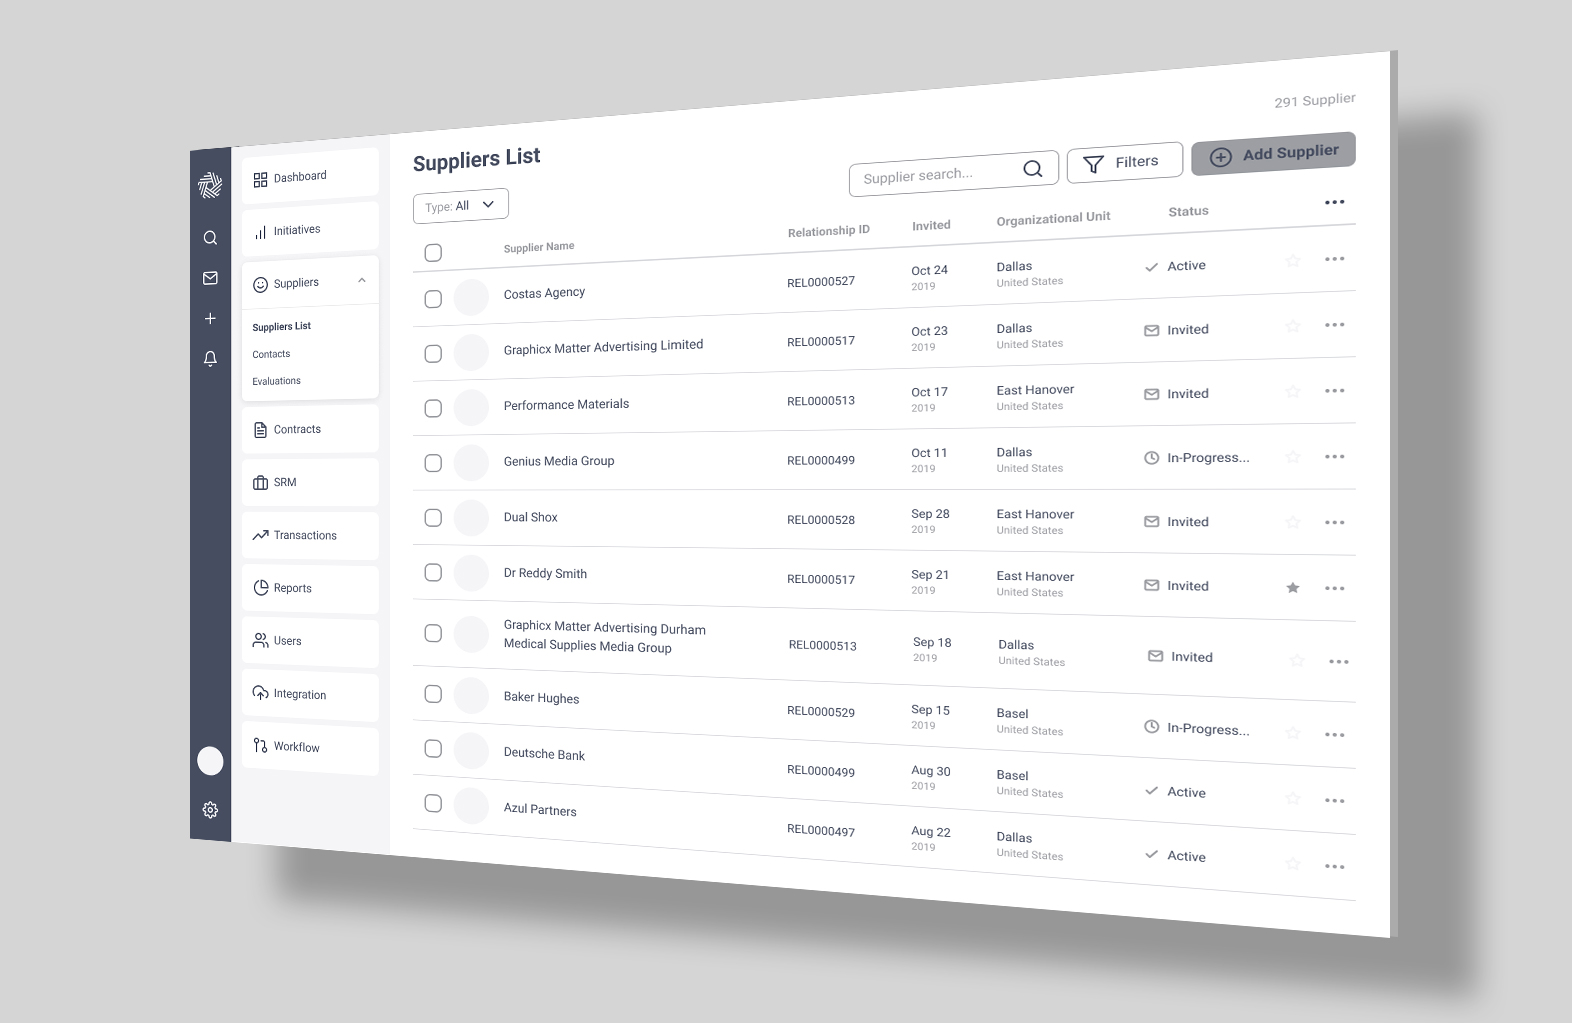 291 Supplier
Suppliers List
Supplier search...
Filters
Add Supplier
Type: All
Dashboard
Initiatives
Suppliers
Suppliers List
Contacts
Evaluations
Contracts
SRM
Transactions
Reports
Users
Integration
Workflow
Supplier Name Relationship ID Invited Organizational Unit Status
Costas Agency REL0000527 Oct 24 Dallas Active
2019 United States
Graphicx Matter Advertising Limited REL0000517 Oct 23 Dallas Invited
2019 United States
Performance Materials REL0000513 Oct 17 East Hanover Invited
2019 United States
Genius Media Group REL0000499 Oct 11 Dallas In-Progress...
2019 United States
Dual Shox REL0000528 Sep 28 East Hanover Invited
2019 United States
Dr Reddy Smith REL0000517 Sep 21 East Hanover Invited
2019 United States
Graphicx Matter Advertising Durham
Medical Supplies Media Group REL0000513 Sep 18 Dallas Invited
2019 United States
Baker Hughes REL0000529 Sep 15 Basel In-Progress...
2019 United States
Deutsche Bank REL0000499 Aug 30 Basel Active
2019 United States
Azul Partners REL0000497 Aug 22 Dallas Active
2019 United States